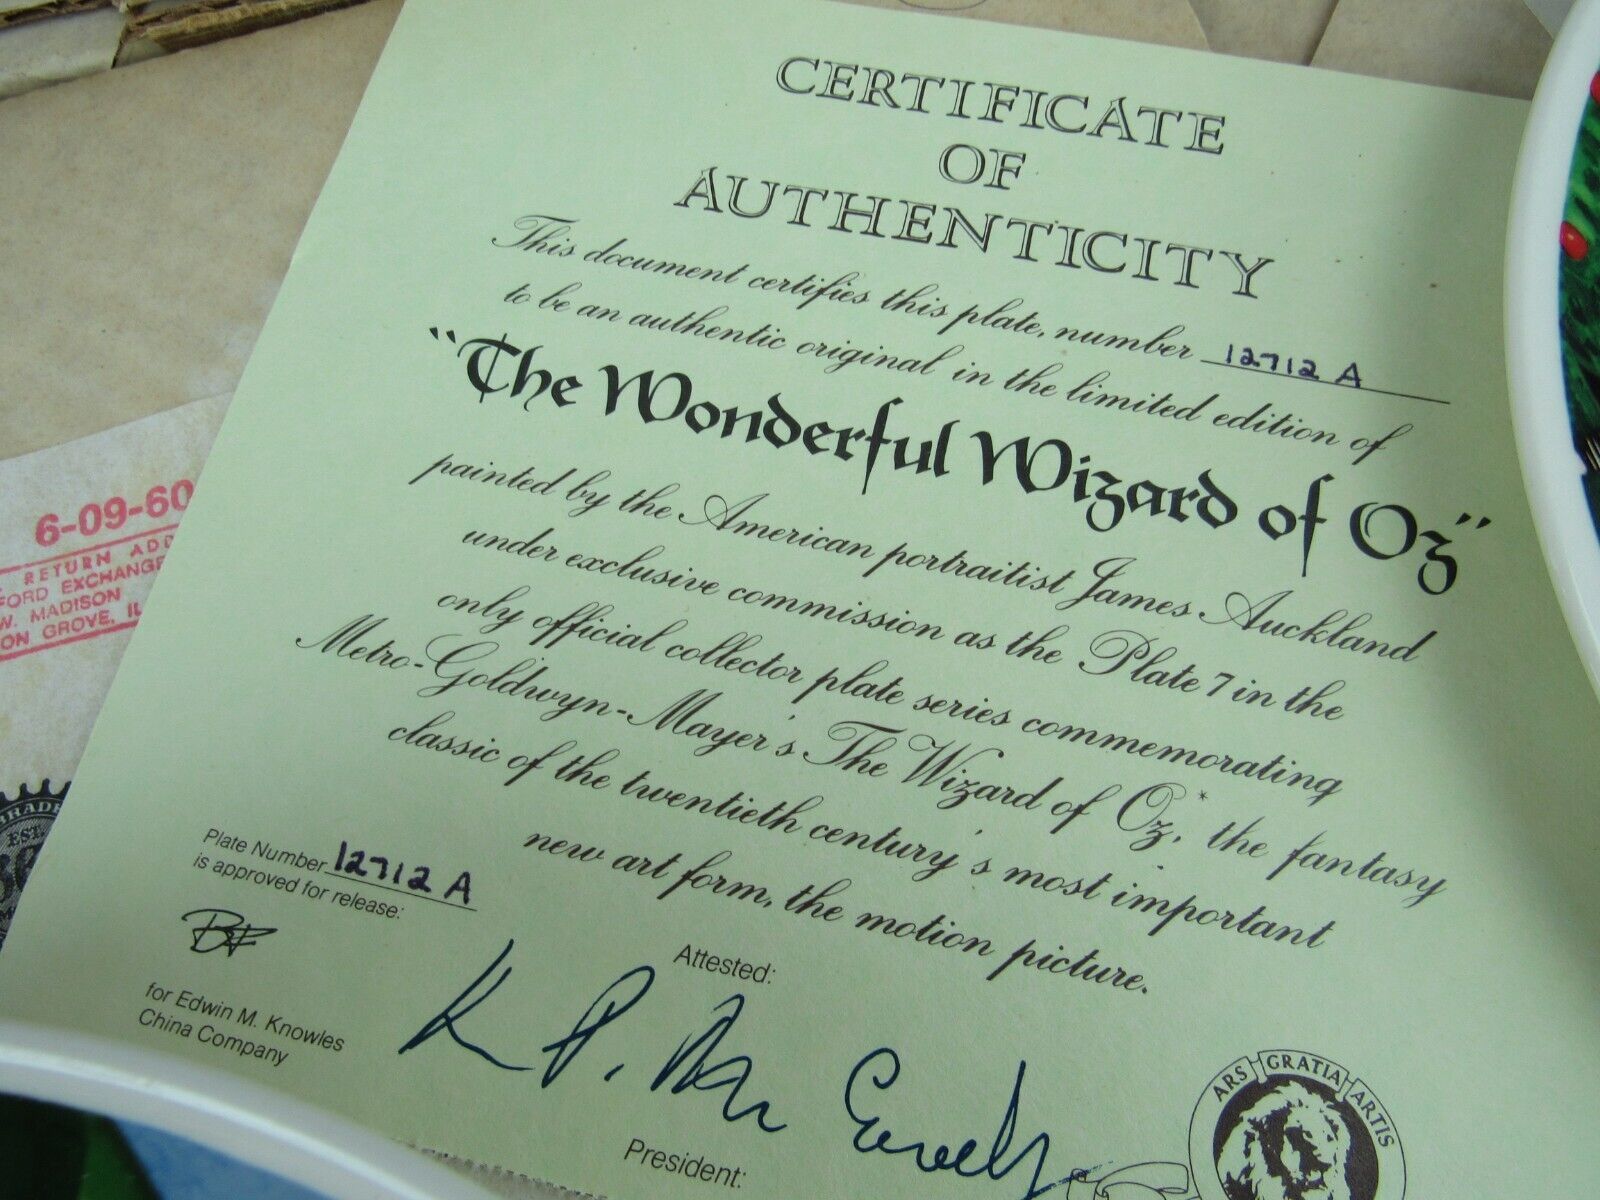 CERTIFICATE
OF
AUTHENTICITY
This document certifies this plate, number 12712 A
to be an authentic original in the limited edition of
"The Wonderful Wizard of Oz"
painted by the American portraitist James Auckland
under exclusive commission as the Plate 7 in the
only official collector plate series commemorating
Metro-Goldwyn-Mayer's The Wizard of Oz,* the fantasy
classic of the twentieth century's most important
new art form, the motion picture.
Plate Number 12712 A
is approved for release:
for Edwin M. Knowles
China Company
Attested:
President:
ARS GRATIA ARTIS
6-09-60
RETURN ADD
FORD EXCHANGE
W. MADISON
ON GROVE, IL
TRADE
EST.